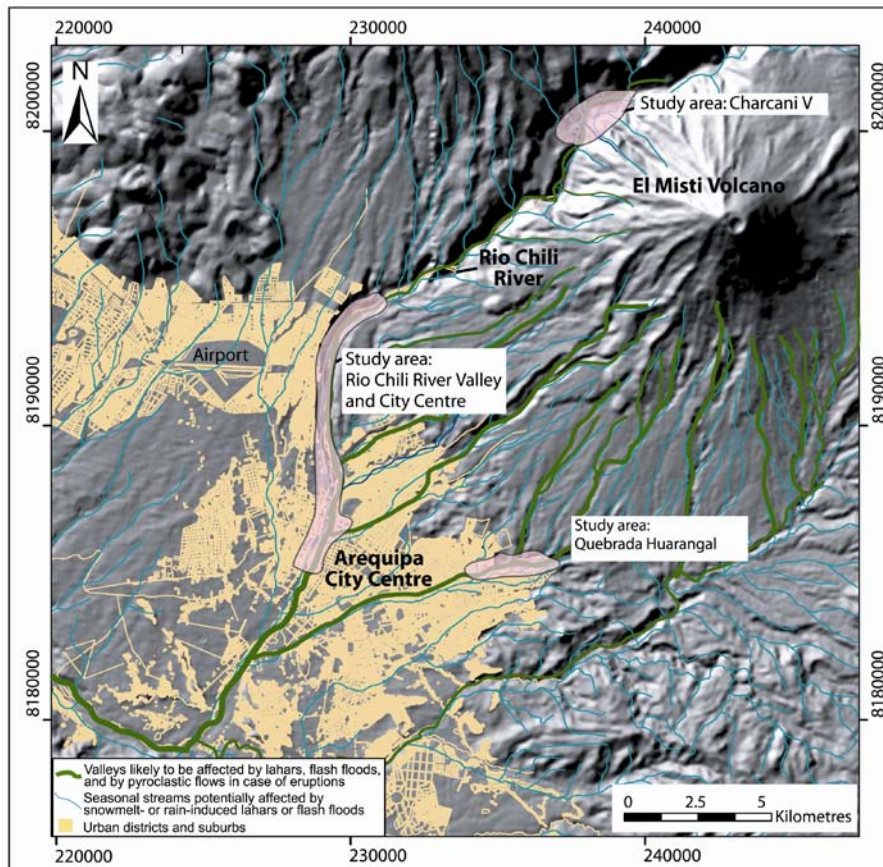 220000
230000
240000
8200000
8190000
8180000
N
Study area: Charcani V
El Misti Volcano
Rio Chili
River
Airport
Study area:
Rio Chili River Valley
and City Centre
Study area:
Quebrada Huarangal
Arequipa
City Centre
8200000
8190000
8180000
Valleys likely to be affected by lahars, flash floods,
and by pyroclastic flows in case of eruptions
Seasonal streams potentially affected by
snowmelt- or rain-induced lahars or flash floods
Urban districts and suburbs
0 2.5 5
Kilometres
220000
230000
240000